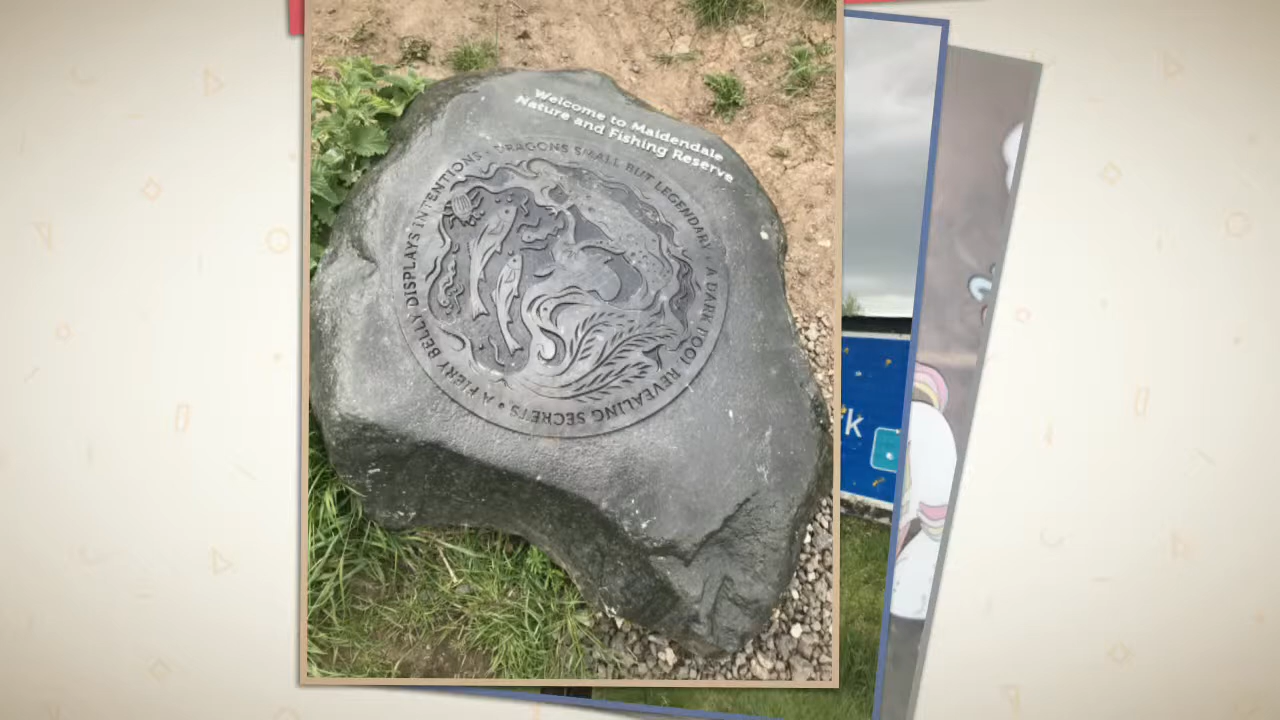 Welcome to Maidendale
Nature and Fishing Reserve
DRAGONS SMALL BUT LEGENDARY • A DARK POOL REVEALING SECRETS • A FIERY BELLY DISPLAYS INTENTIONS •